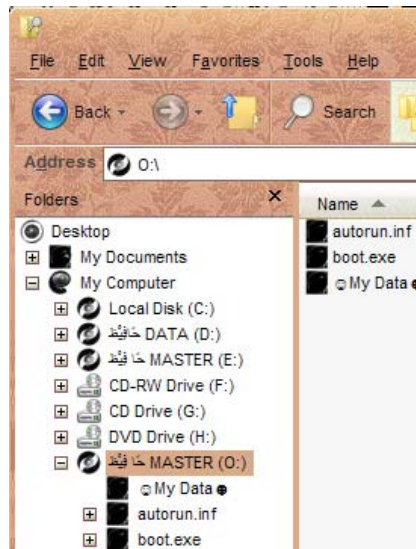 File Edit View Favorites Tools Help
Back Search
Address O:\
Folders × Name
Desktop autorun.inf
My Documents boot.exe
My Computer ☺My Data☻
Local Disk (C:)
حَافِيْظ DATA (D:)
حَا فِيْظ MASTER (E:)
CD-RW Drive (F:)
CD Drive (G:)
DVD Drive (H:)
حَا فِيْظ MASTER (O:)
☺My Data☻
autorun.inf
boot.exe